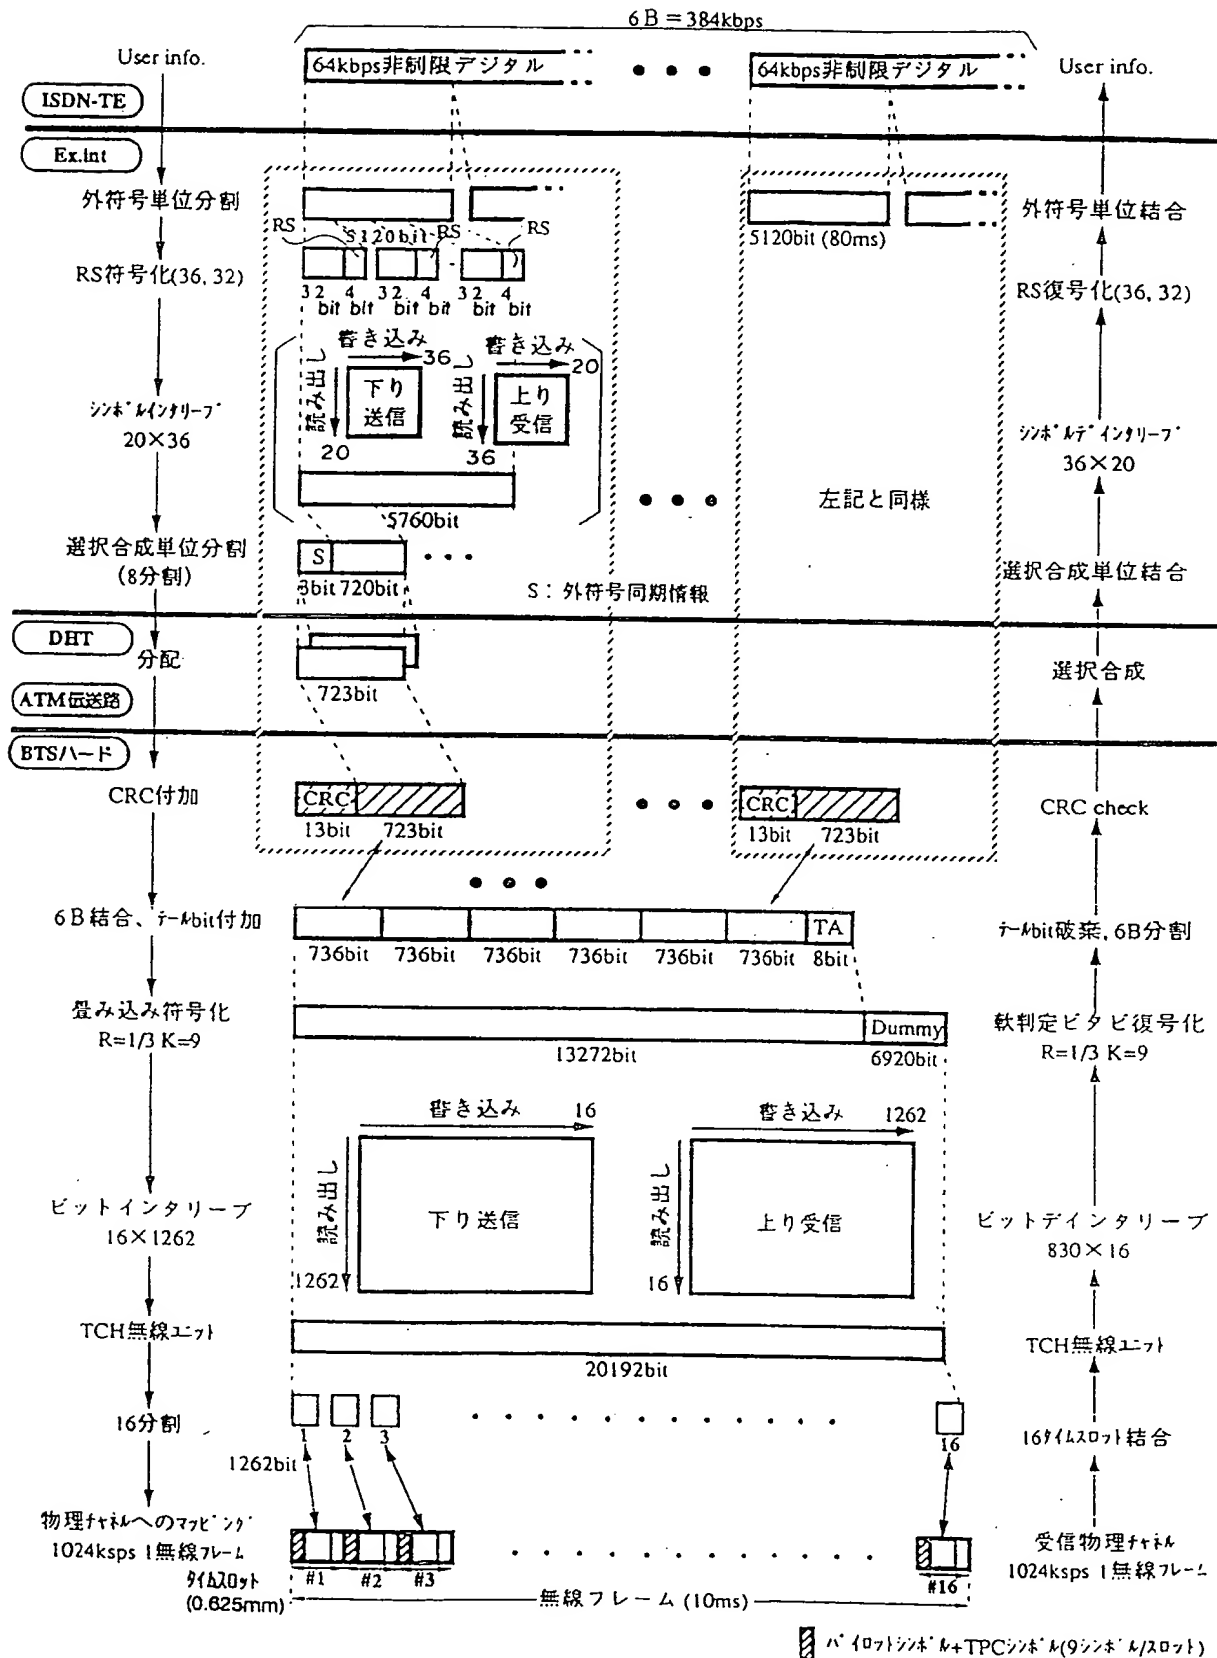 6B=384kbps
User info.
64kbps非制限デジタル
64kbps非制限デジタル
User info.
ISDN-TE
Ex.int
外符号単位分割
5120bit
5120bit (80ms)
外符号単位結合
RS
RS
RS
RS符号化(36, 32)
32bit 4bit 32bit 4bit 32bit 4bit
RS復号化(36, 32)
書き込み 36
読み出し
20
下り送信
書き込み 20
読み出し
36
上り受信
シンボルインタリーブ
20×36
シンボルデインタリーブ
36×20
5760bit
左記と同様
選択合成単位分割
(8分割)
S
3bit 720bit
S: 外符号同期情報
選択合成単位結合
DHT
分配
723bit
選択合成
ATM伝送路
BTSハード
CRC付加
CRC
13bit 723bit
CRC
13bit 723bit
CRC check
6B結合、テールbit付加
TA
736bit 736bit 736bit 736bit 736bit 736bit 8bit
テールbit破棄, 6B分割
畳み込み符号化
R=1/3 K=9
Dummy
13272bit 6920bit
軟判定ビタビ復号化
R=1/3 K=9
書き込み 16
読み出し
1262
下り送信
書き込み 1262
読み出し
16
上り受信
ビットインタリーブ
16×1262
ビットデインタリーブ
830×16
TCH無線ユニット
20192bit
TCH無線ユニット
16分割
1 2 3 16
1262bit
16タイムスロット結合
物理チャネルへのマッピング
1024ksps 1無線フレーム
タイムスロット
(0.625mm)
#1 #2 #3 #16
無線フレーム (10ms)
受信物理チャネル
1024ksps 1無線フレーム
パイロットシンボル+TPCシンボル(9シンボル/スロット)